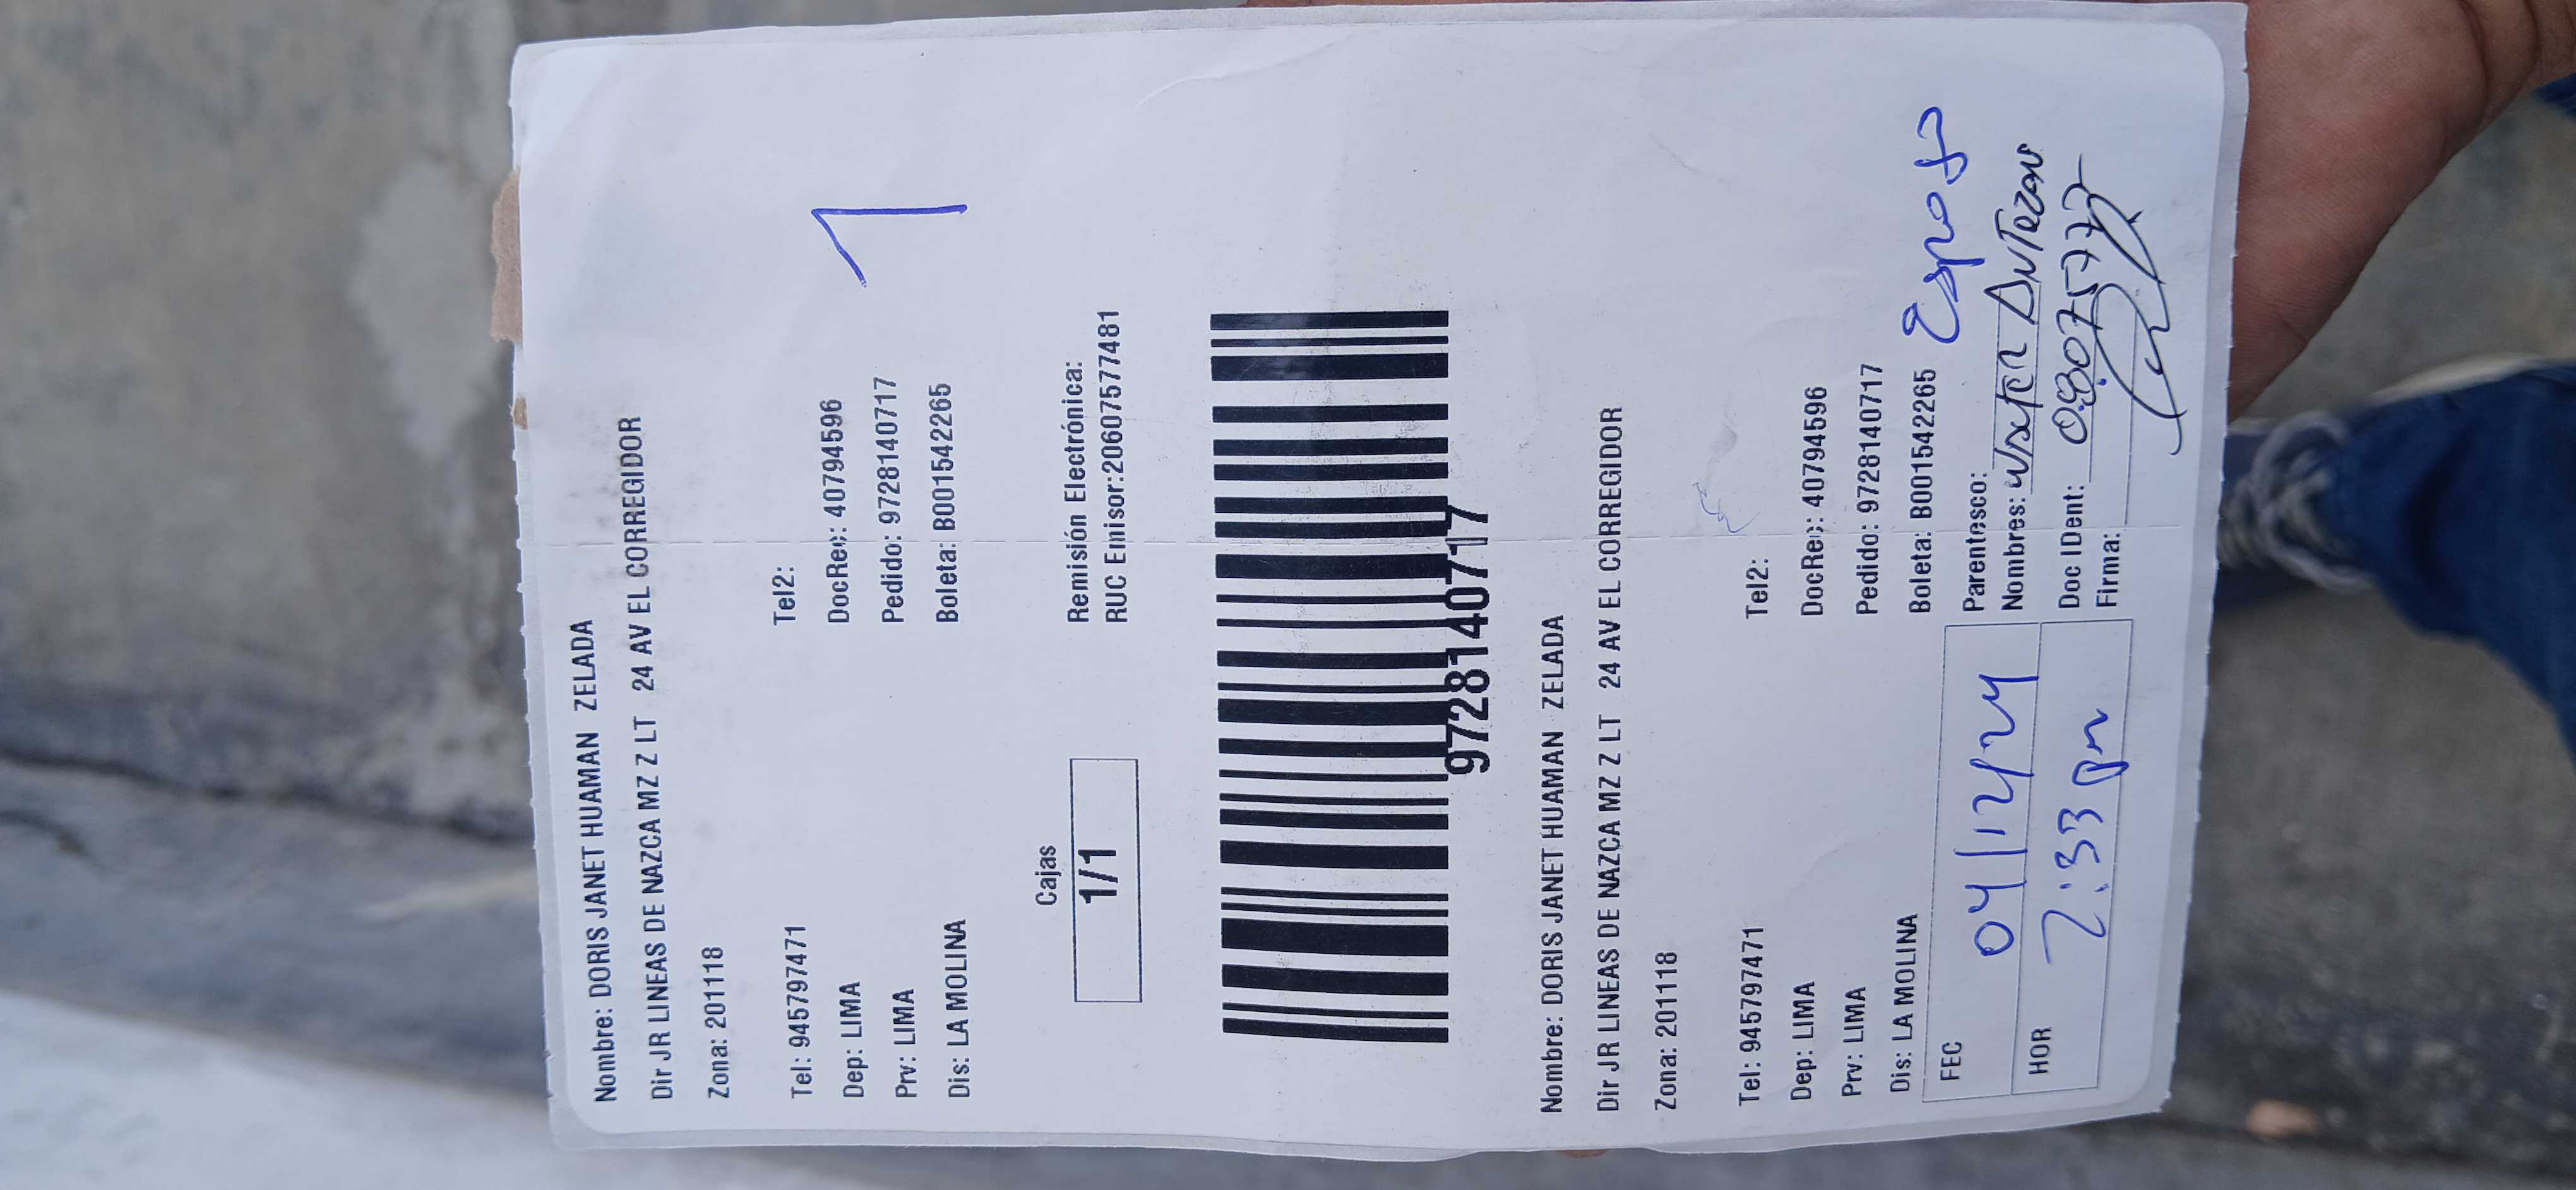 Nombre: DORIS JANET HUAMAN ZELADA
Dir JR LINEAS DE NAZCA MZ Z LT 24 AV EL CORREGIDOR
Zona: 201118
Tel: 945797471 Tel2:
Dep: LIMA DocRec: 40794596
Prv: LIMA Pedido: 97281407​17
Dis: LA MOLINA Boleta: B001542265
1
Cajas
1/1
Remisión Electrónica:
RUC Emisor:20607577481
9728140717
Nombre: DORIS JANET HUAMAN ZELADA
Dir JR LINEAS DE NAZCA MZ Z LT 24 AV EL CORREGIDOR
Zona: 201118
Tel: 945797471 Tel2:
Dep: LIMA DocRec: 40794596
Prv: LIMA Pedido: 9728140717
Dis: LA MOLINA Boleta: B001542265
FEC 04/12/24
HOR 2:33 pm
Parentesco: Esposo
Nombres:
Doc IDent:
Firma: